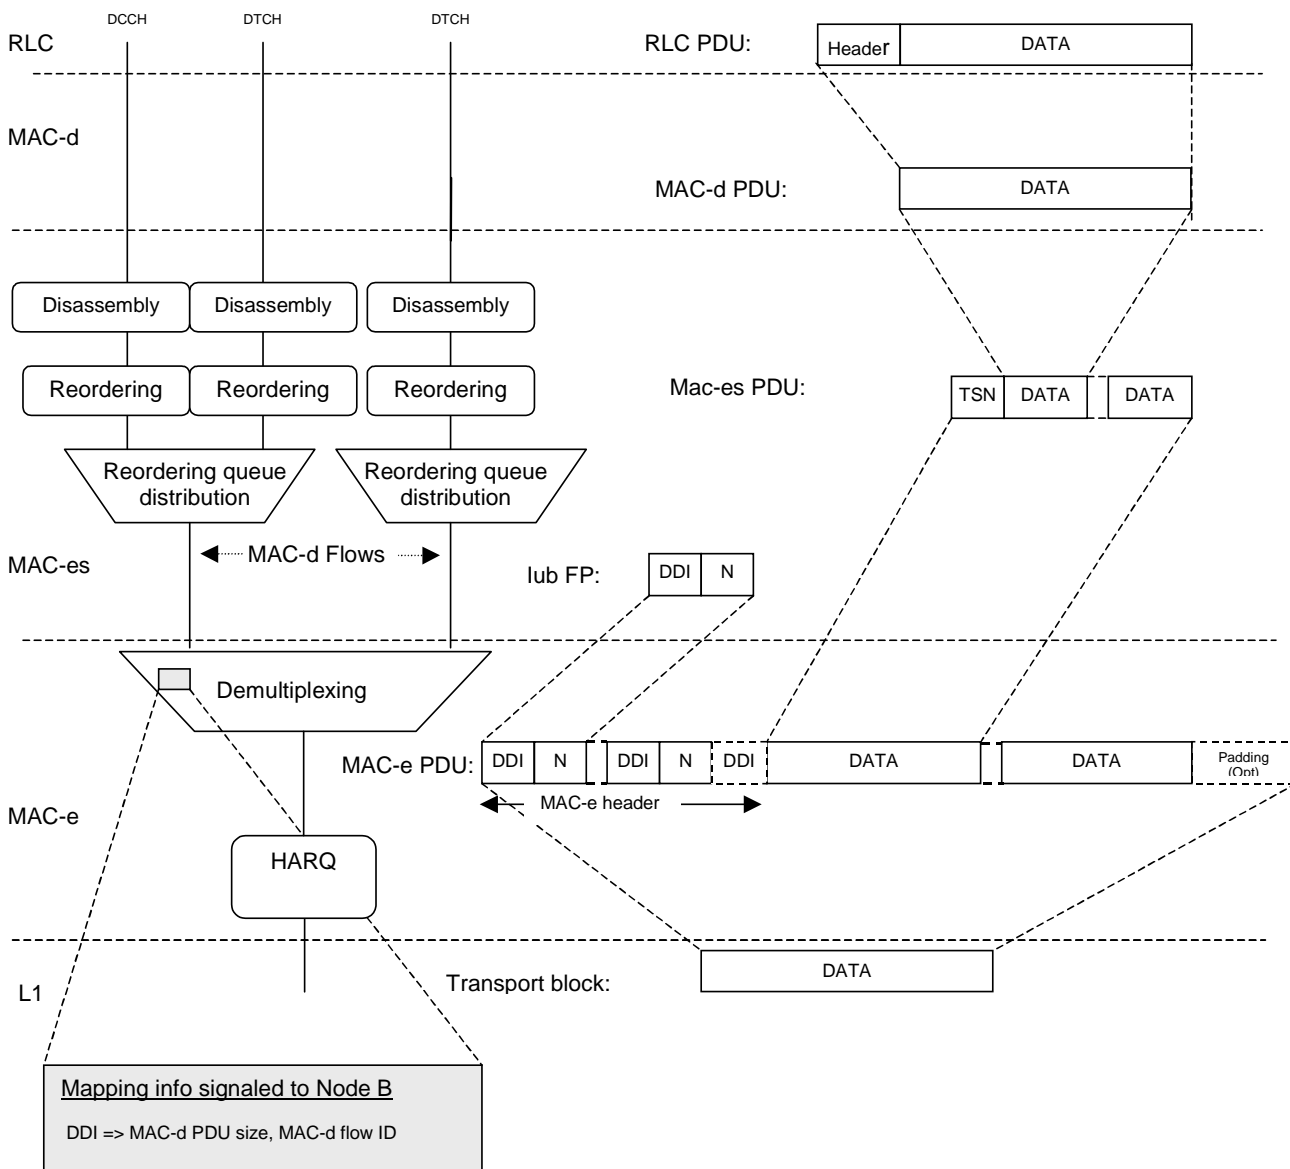 DCCH DTCH DTCH
RLC RLC PDU: Header DATA
MAC-d
MAC-d PDU: DATA
Disassembly Disassembly Disassembly
Reordering Reordering Reordering
Mac-es PDU: TSN DATA DATA
Reordering queue distribution
Reordering queue distribution
MAC-d Flows
MAC-es
Iub FP: DDI N
Demultiplexing
MAC-e PDU: DDI N DDI N DDI DATA DATA Padding (Opt)
MAC-e header
MAC-e
HARQ
L1
Transport block: DATA
Mapping info signaled to Node B
DDI => MAC-d PDU size, MAC-d flow ID